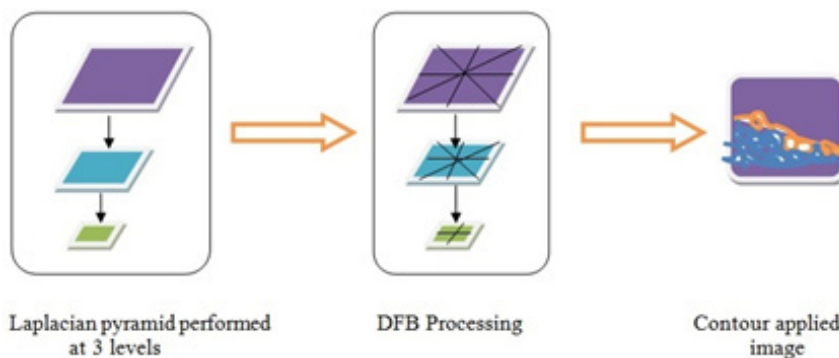 Laplacian pyramid performed
at 3 levels
DFB Processing
Contour applied
image